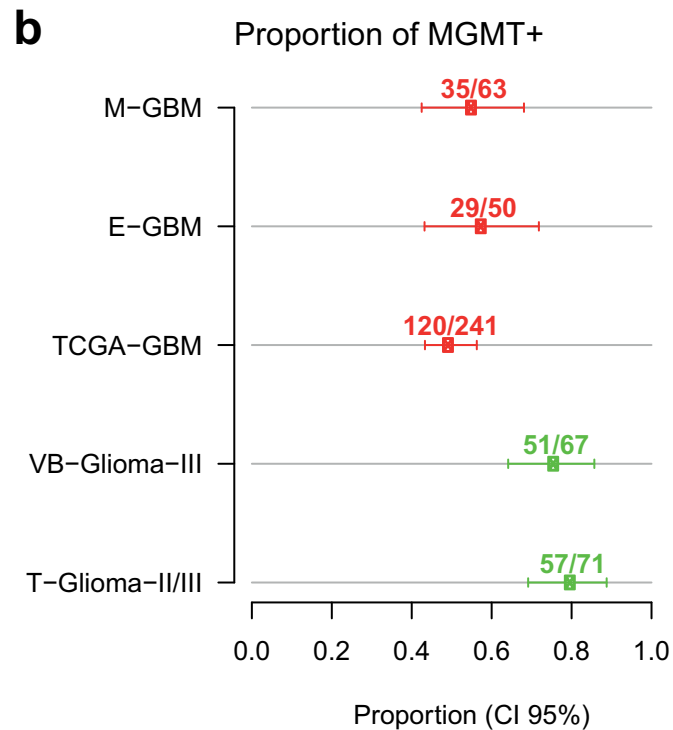 b
Proportion of MGMT+
M−GBM
35/63
E−GBM
29/50
TCGA−GBM
120/241
VB−Glioma−III
51/67
T−Glioma−II/III
57/71
0.0 0.2 0.4 0.6 0.8 1.0
Proportion (CI 95%)